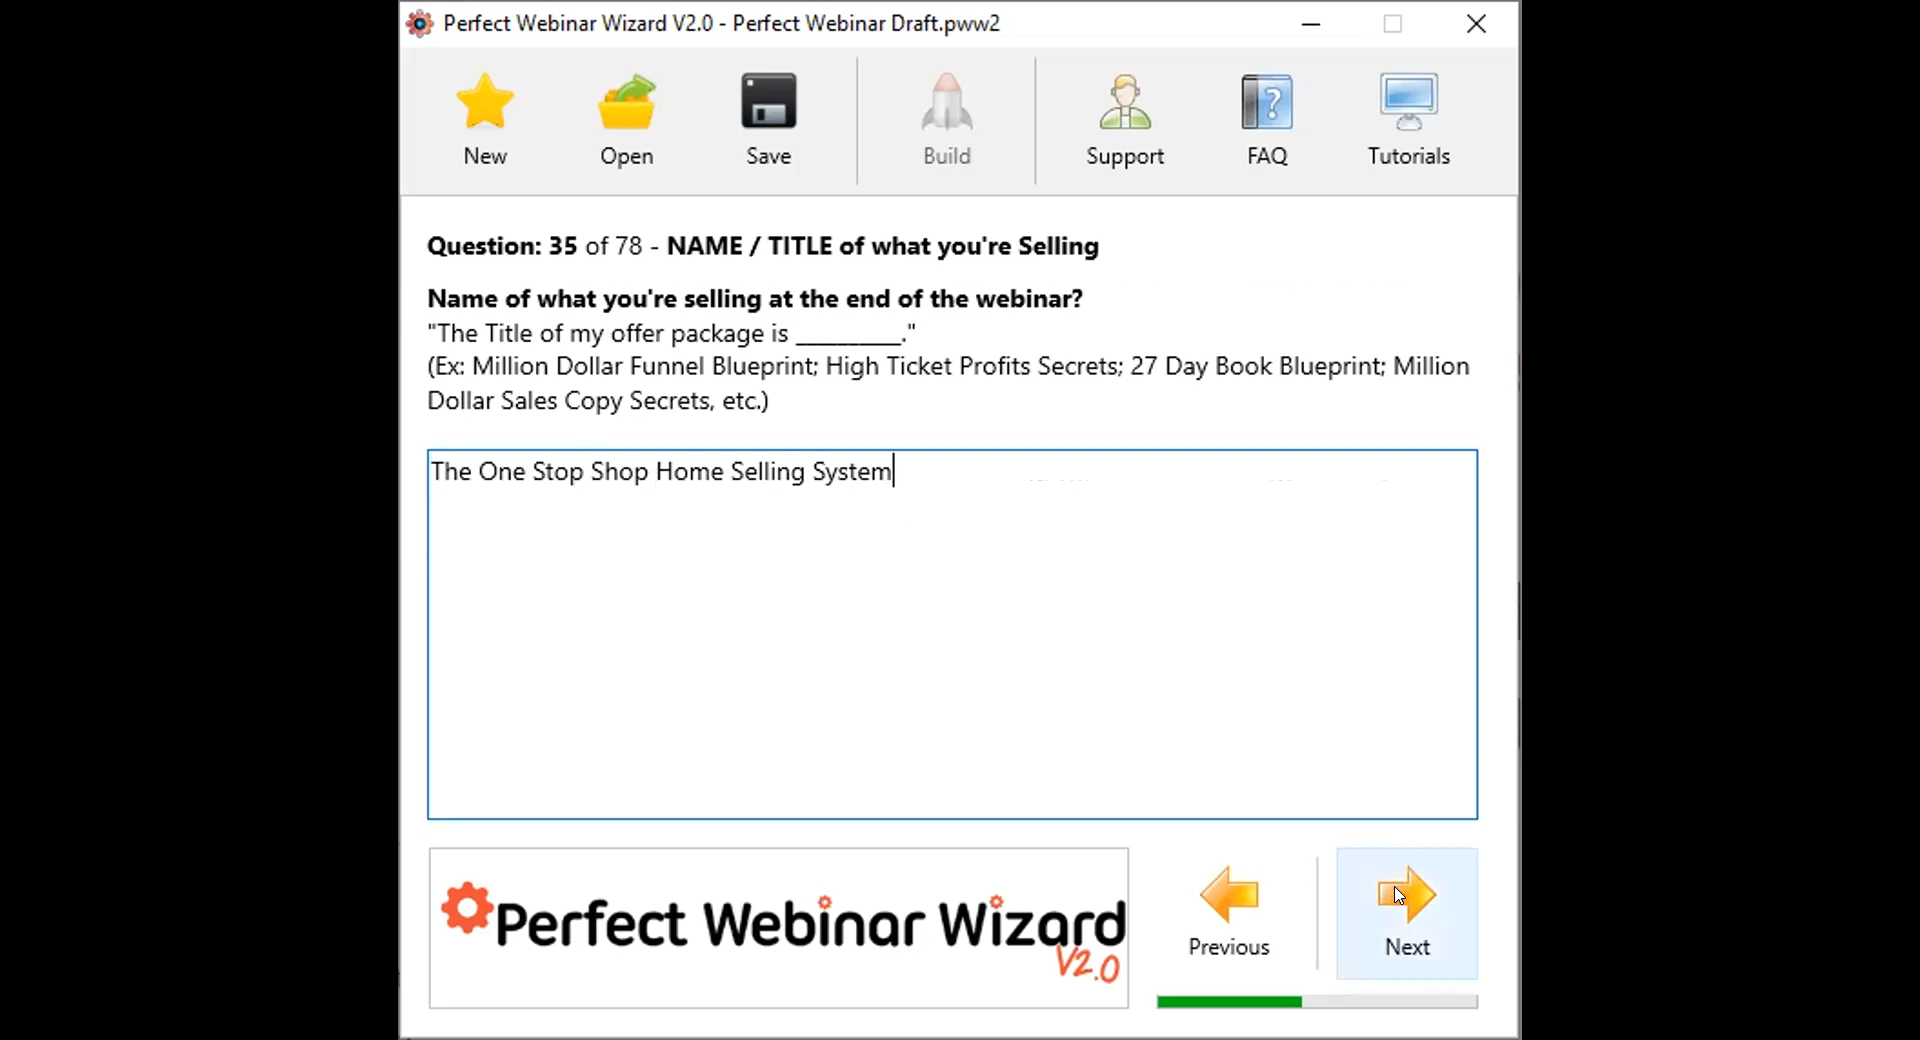 Perfect Webinar Wizard V2.0 - Perfect Webinar Draft.pww2
New Open Save Build Support FAQ Tutorials
Question: 35 of 78 - NAME / TITLE of what you're Selling
Name of what you're selling at the end of the webinar?
"The Title of my offer package is _________."
(Ex: Million Dollar Funnel Blueprint; High Ticket Profits Secrets; 27 Day Book Blueprint; Million
Dollar Sales Copy Secrets, etc.)
The One Stop Shop Home Selling System
Perfect Webinar Wizard
V2.0
Previous Next